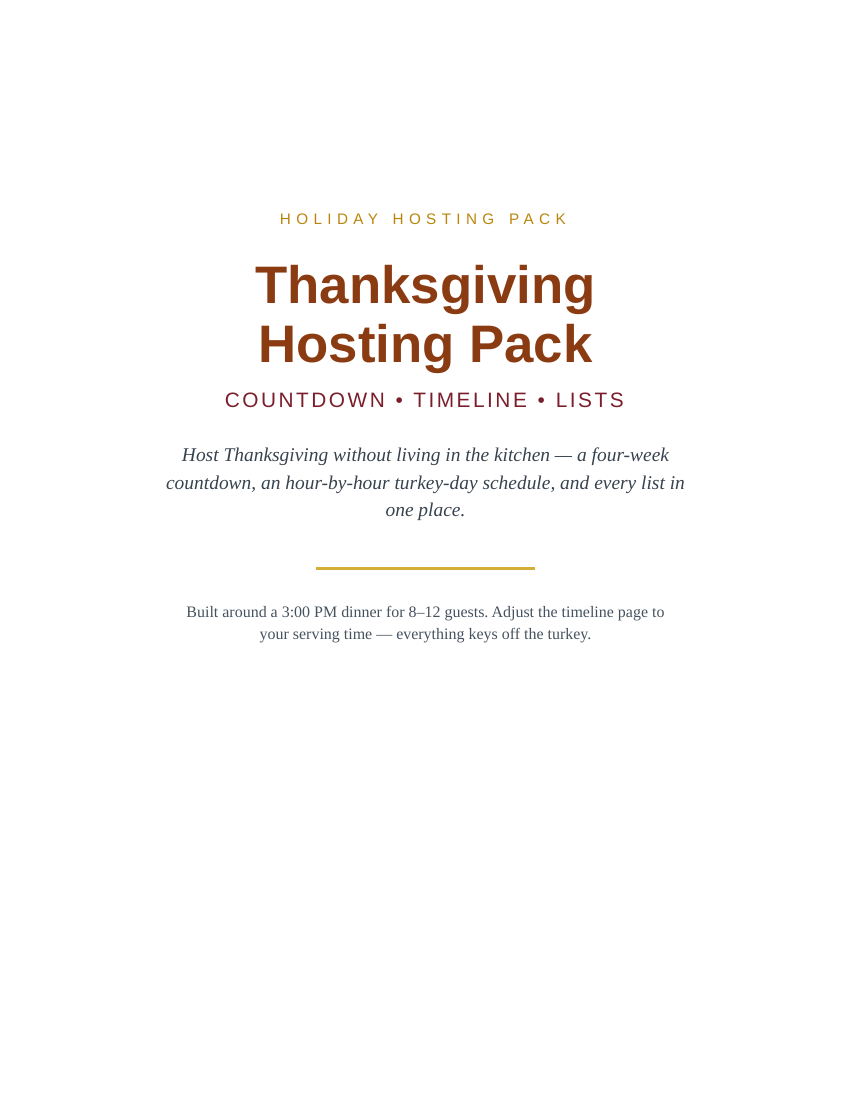 HOLIDAY HOSTING PACK
Thanksgiving
Hosting Pack
COUNTDOWN • TIMELINE • LISTS
Host Thanksgiving without living in the kitchen — a four-week
countdown, an hour-by-hour turkey-day schedule, and every list in
one place.
Built around a 3:00 PM dinner for 8–12 guests. Adjust the timeline page to
your serving time — everything keys off the turkey.